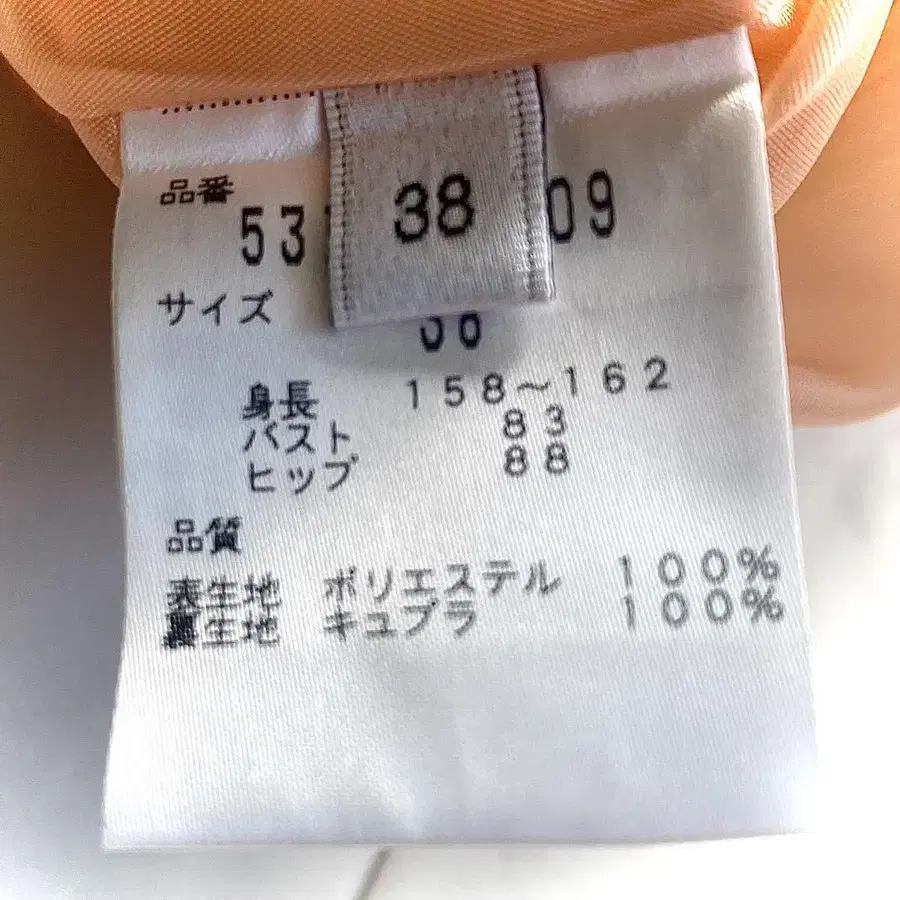 品番
53 09
38
サイズ
38
身長 158～162
バスト 83
ヒップ 88
品質
表生地 ポリエステル 100%
裏生地 キュプラ 100%